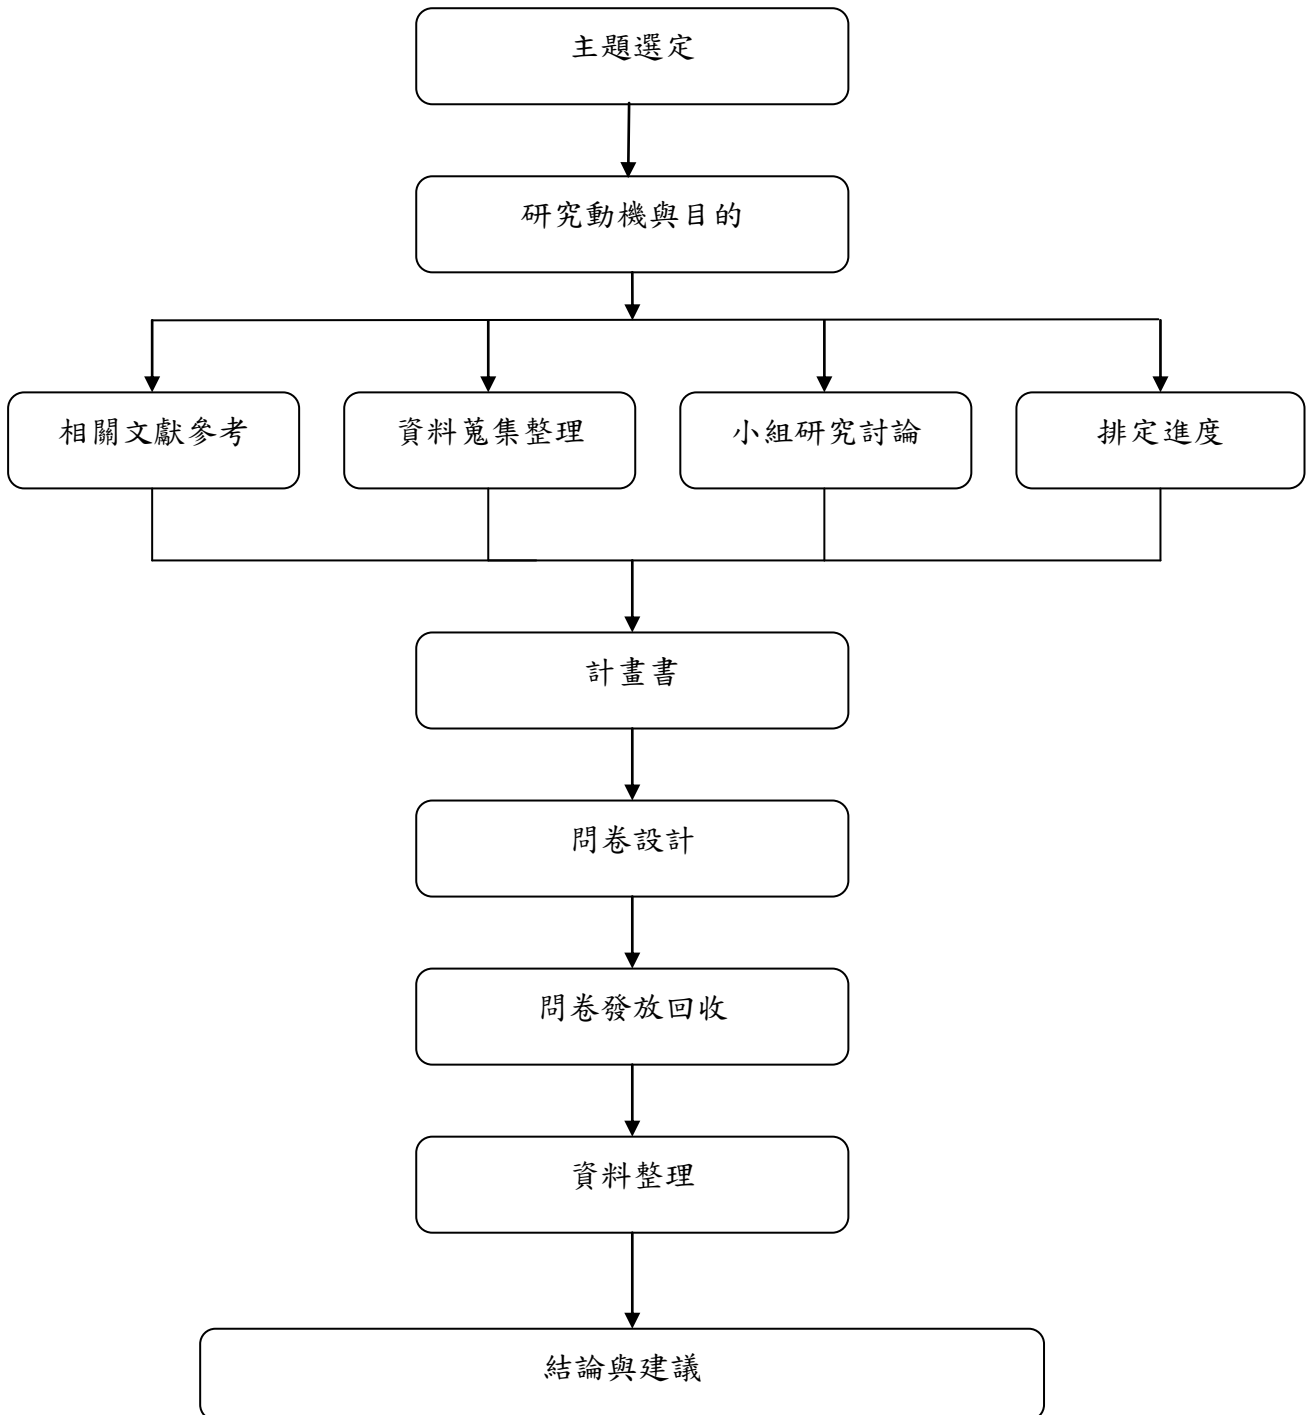 主題選定
研究動機與目的
相關文獻參考
資料蒐集整理
小組研究討論
排定進度
計畫書
問卷設計
問卷發放回收
資料整理
結論與建議